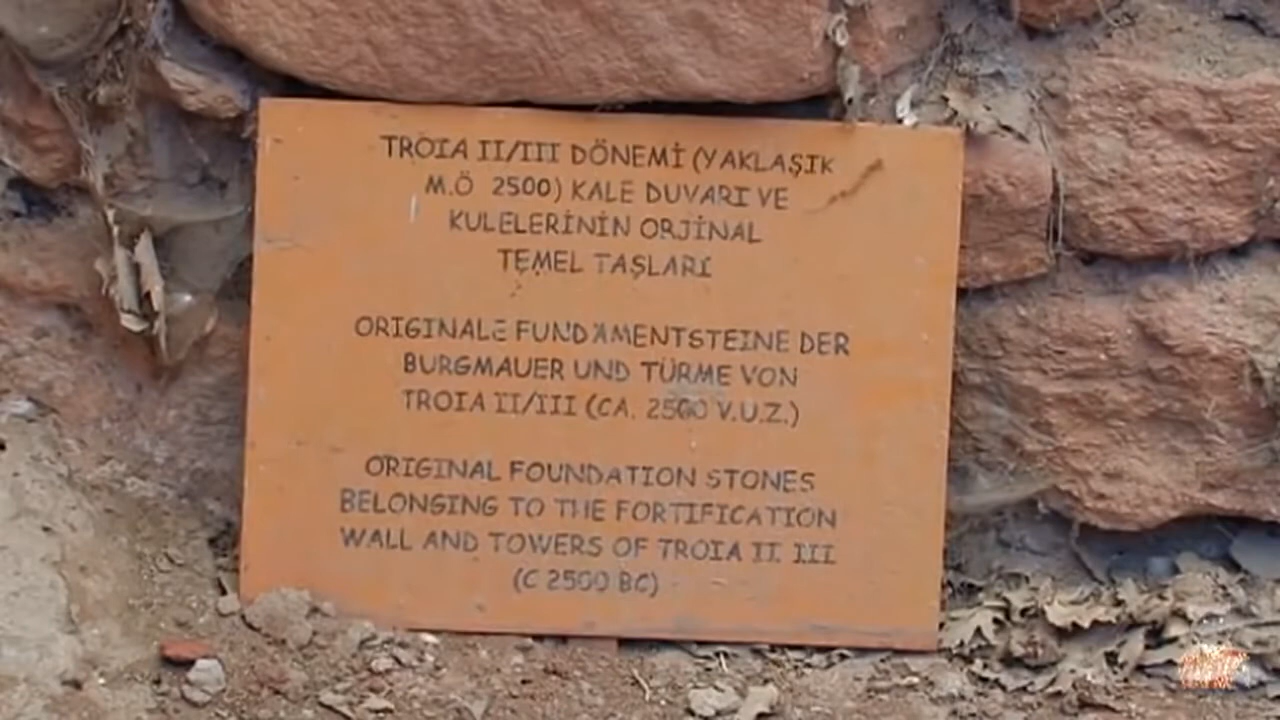 TROIA II/III DÖNEMİ (YAKLAŞIK
M.Ö 2500) KALE DUVARI VE
KULELERİNİN ORJİNAL
TEMEL TAŞLARI
ORIGINALE FUNDAMENTSTEINE DER
BURGMAUER UND TÜRME VON
TROIA II/III (CA. 2500 V.U.Z.)
ORIGINAL FOUNDATION STONES
BELONGING TO THE FORTIFICATION
WALL AND TOWERS OF TROIA II III
(C 2500 BC)